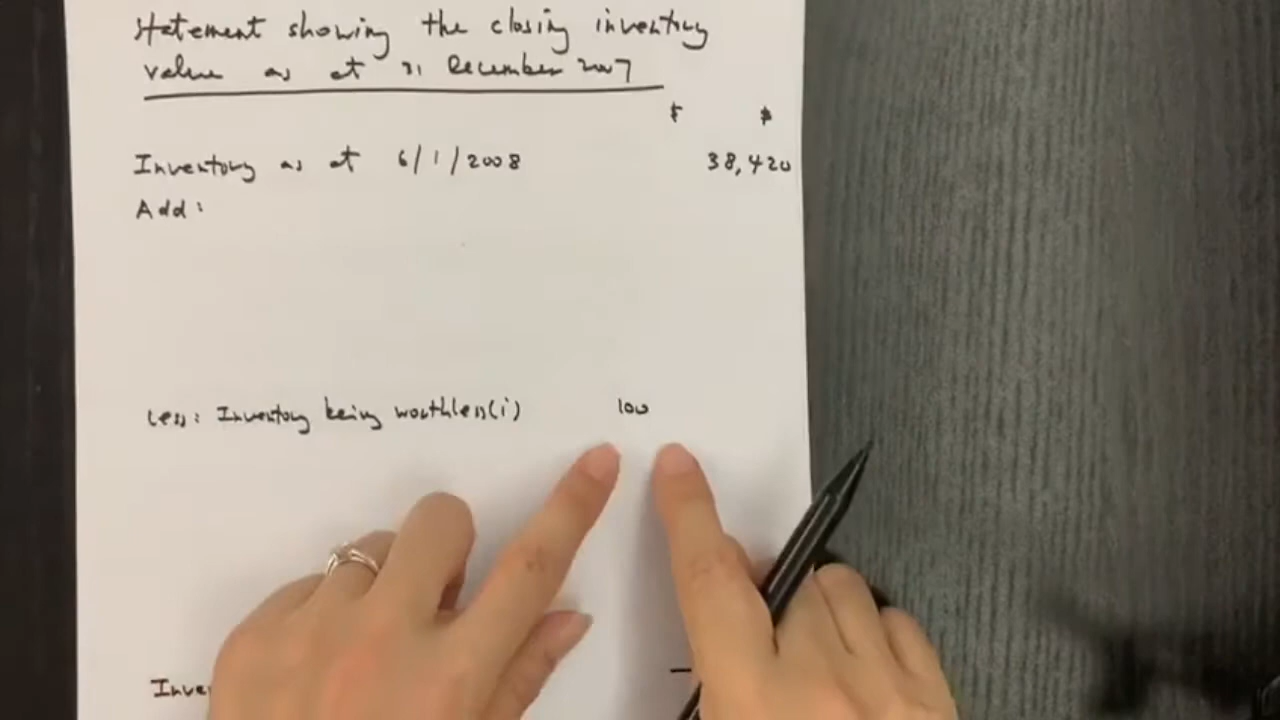 Statement showing the closing inventory
value as at 31 December 2007
$ $
Inventory as at 6/1/2008 38,420
Add:
Less: Inventory being worthless(i) 100
Inve